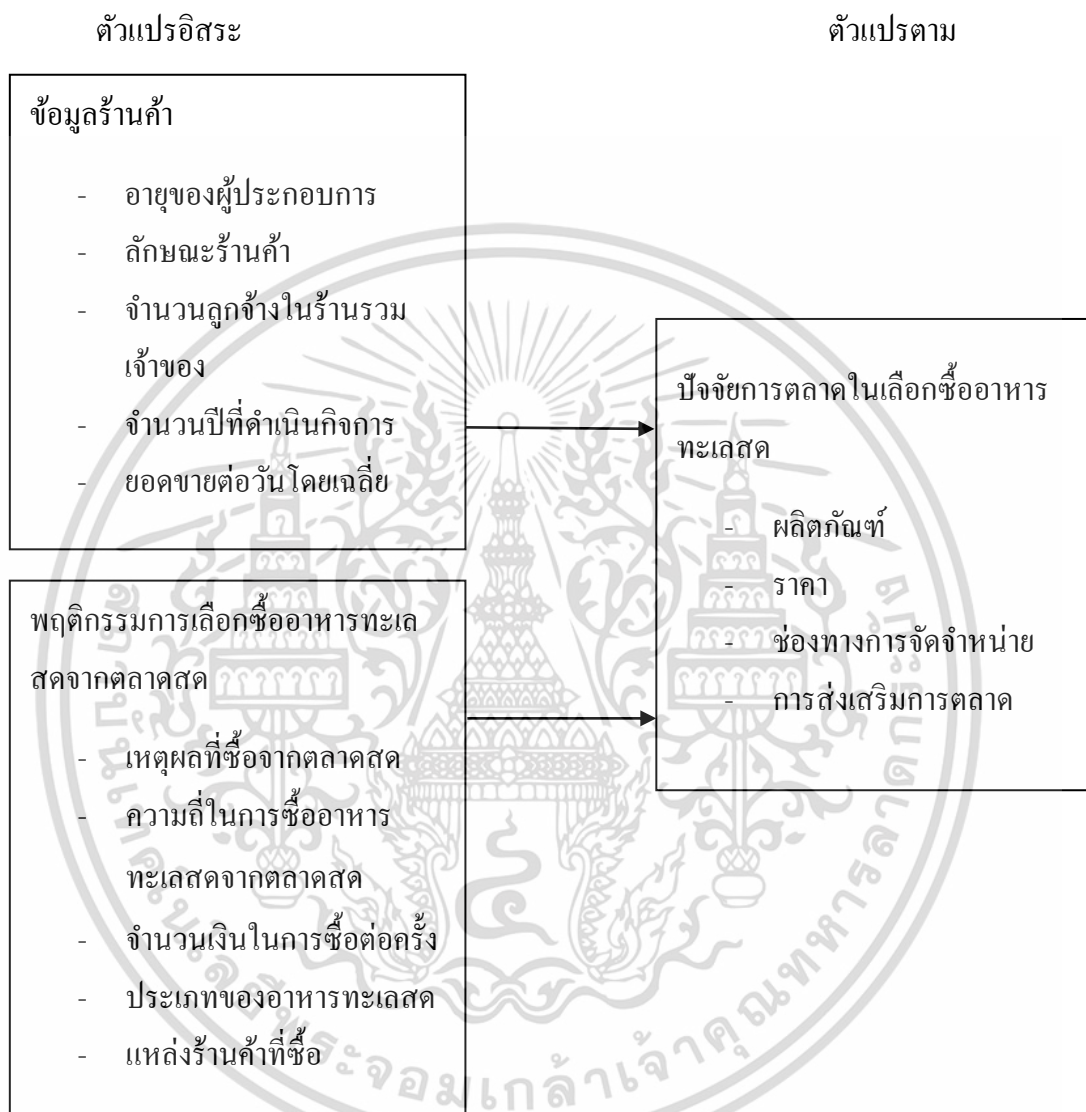 ตัวแปรอิสระ
ตัวแปรตาม
ข้อมูลร้านค้า
- อายุของผู้ประกอบการ
- ลักษณะร้านค้า
- จำนวนลูกจ้างในร้านรวม
เจ้าของ
- จำนวนปีที่ดำเนินกิจการ
- ยอดขายต่อวันโดยเฉลี่ย
พฤติกรรมการเลือกซื้ออาหารทะเล
สดจากตลาดสด
- เหตุผลที่ซื้อจากตลาดสด
- ความถี่ในการซื้ออาหาร
ทะเลสดจากตลาดสด
- จำนวนเงินในการซื้อต่อครั้ง
- ประเภทของอาหารทะเลสด
- แหล่งร้านค้าที่ซื้อ
ปัจจัยการตลาดในเลือกซื้ออาหาร
ทะเลสด
- ผลิตภัณฑ์
- ราคา
- ช่องทางการจัดจำหน่าย
- การส่งเสริมการตลาด